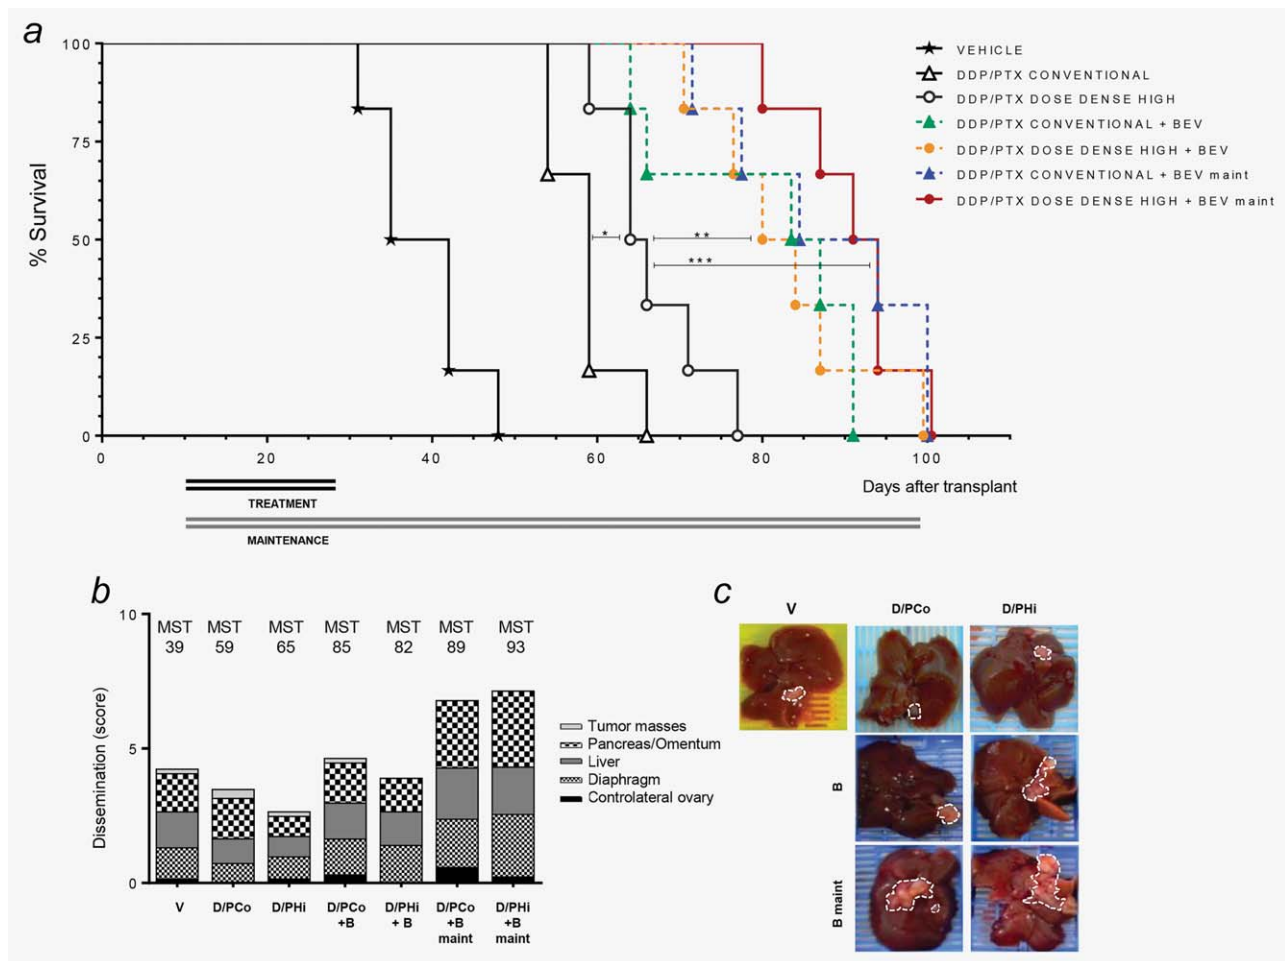 a
100
75
50
25
0
% Survival
* ** ***
0 20 40 60 80 100
Days after transplant
TREATMENT
MAINTENANCE
VEHICLE
DDP/PTX CONVENTIONAL
DDP/PTX DOSE DENSE HIGH
DDP/PTX CONVENTIONAL + BEV
DDP/PTX DOSE DENSE HIGH + BEV
DDP/PTX CONVENTIONAL + BEV maint
DDP/PTX DOSE DENSE HIGH + BEV maint
b
10
5
0
Dissemination (score)
MST MST MST MST MST MST MST
39 59 65 85 82 89 93
V D/PCo D/PHi D/PCo D/PHi D/PCo D/PHi
+B + B +B +B
maint maint
Tumor masses
Pancreas/Omentum
Liver
Diaphragm
Controlateral ovary
c
V D/PCo D/PHi
B
B maint